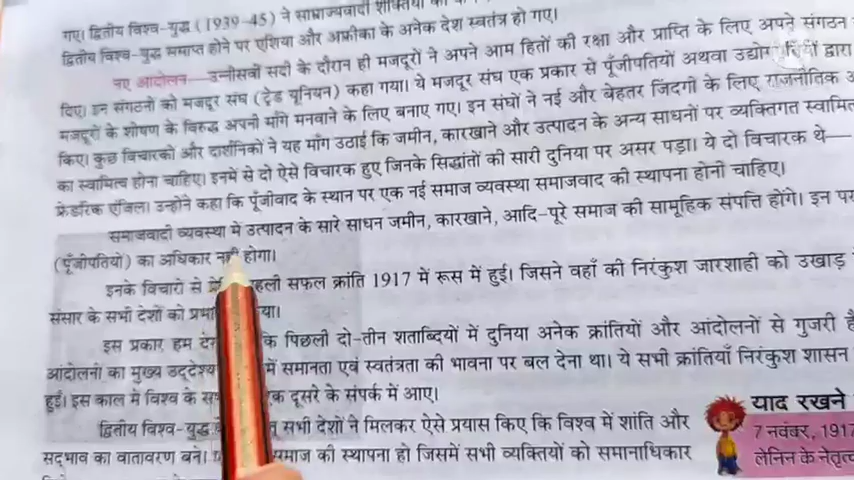 गए। द्वितीय विश्व-युद्ध (1939-45) ने साम्राज्यवादी शक्तियों
द्वितीय विश्व-युद्ध समाप्त होने पर एशिया और अफ्रीका के अनेक देश स्वतंत्र हो गए।
नए आंदोलन—उन्नीसवीं सदी के दौरान ही मजदूरों ने अपने आम हितों की रक्षा और प्राप्ति के लिए अपने संगठन
दिए। इन संगठनों को मजदूर संघ (ट्रेड यूनियन) कहा गया। ये मजदूर संघ एक प्रकार से पूँजीपतियों अथवा द्वारा
मजदूरों के शोषण के विरुद्ध अपनी माँगे मनवाने के लिए बनाए गए। इन संघों ने नई और बेहतर जिंदगी के लिए राजनीतिक
किए। कुछ विचारकों और दार्शनिकों ने यह माँग उठाई कि जमीन, कारखाने और उत्पादन के अन्य साधनों पर व्यक्तिगत
का स्वामित्व होना चाहिए। इनमें से दो ऐसे विचारक हुए जिनके सिद्धांतों की सारी दुनिया पर असर पड़ा। ये दो विचारक थे—
फ्रेडरिक एंजिल। उन्होंने कहा कि पूँजीवाद के स्थान पर एक नई समाज व्यवस्था समाजवाद की स्थापना होनी चाहिए।
समाजवादी व्यवस्था में उत्पादन के सारे साधन जमीन, कारखाने, आदि-पूरे समाज की सामूहिक संपत्ति होंगे। इन पर
(पूँजीपतियों) का अधिकार नहीं होगा।
इनके विचारों से सफल क्रांति 1917 में रूस में हुई। जिसने वहाँ की निरंकुश जारशाही को उखाड़
संसार के सभी देशों को
इस प्रकार हम कि पिछली दो-तीन शताब्दियों में दुनिया अनेक क्रांतियों और आंदोलनों से गुजरी
आंदोलनों का मुख्य उद्देश्य में समानता एवं स्वतंत्रता की भावना पर बल देना था। ये सभी क्रांतियाँ निरंकुश शासन
हुईं। इस काल में विश्व के दूसरे के संपर्क में आए।
द्वितीय विश्व-युद्ध सभी देशों ने मिलकर ऐसे प्रयास किए कि विश्व में शांति और
सद्भाव का वातावरण बने। की स्थापना हो जिसमें सभी व्यक्तियों को समानाधिकार
याद रखने
7 नवंबर, 1917
लेनिन के